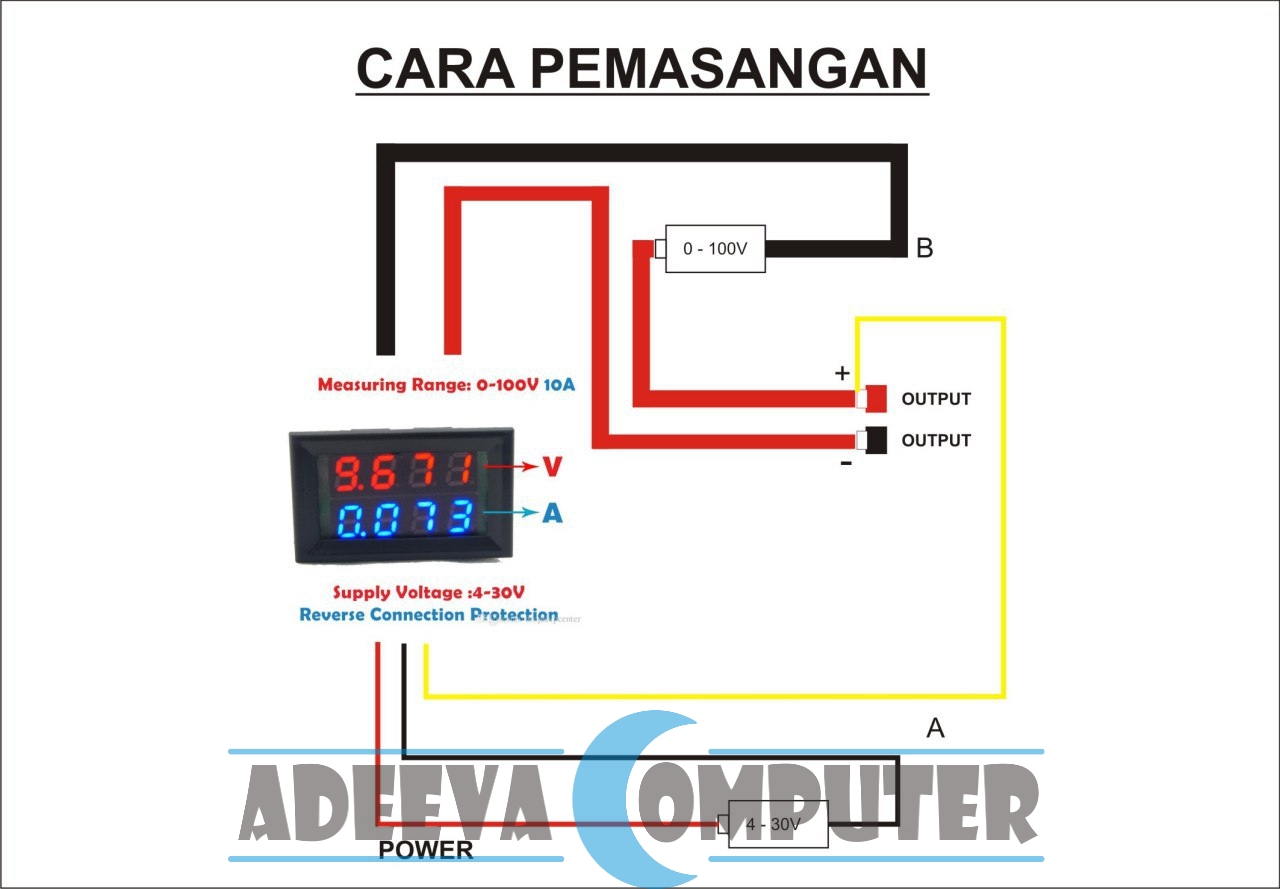 CARA PEMASANGAN
0 - 100V
B
Measuring Range: 0-100V 10A
+
OUTPUT
OUTPUT
-
9.671
V
0.073
A
Supply Voltage :4-30V
Reverse Connection Protection
A
ADEEVA COMPUTER
4 - 30V
POWER